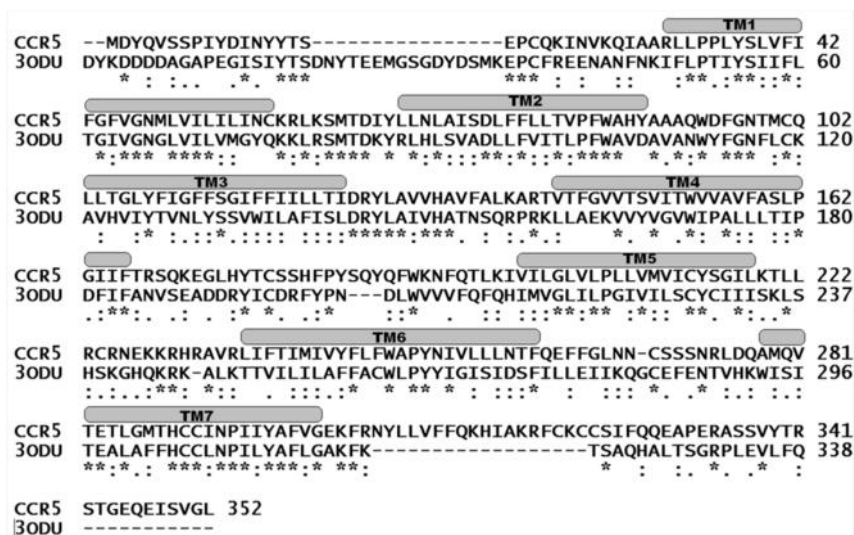 TM1
CCR5 --MDYQVSSPIYDINYYTS----------------EPCQKINVKQIAARLLPPLYSLVFI 42
3ODU DYKDDDDAGAPEGISIYTSDNYTEEMGSGDYDSMKEPCFREENANFNKIFLPTIYSIIFL 60
* : :.. .*. *** *** : .: : :**.:**::*:
TM2
CCR5 FGFVGNMLVILILINCKRLKSMTDIYLLNLAISDLFFLLTVPFWAHYAAAQWDFGNTMCQ 102
3ODU TGIVGNGLVILVMGYQKKLRSMTDKYRLHLSVADLLFVITLPFWAVDAVANWYFGNFLCK 120
TM3 TM4
CCR5 LLTGLYFIGFFSGIFFIILLTIDRYLAVVHAVFALKARTVTFGVVTSVITWVVAVFASLP 162
3ODU AVHVIYTVNLYSSVWILAFISLDRYLAIVHATNSQRPRKLLAEKVVYVGVWIPALLLTIP 180
TM5
CCR5 GIIFTRSQKEGLHYTCSSHFPYSQYQFWKNFQTLKIVILGLVLPLLVMVICYSGILKTLL 222
3ODU DFIFANVSEADDRYICDRFYPN---DLWVVVFQFQHIMVGLILPGIVILSCYCIIISKLS 237
TM6
CCR5 RCRNEKKRHRAVRLIFTIMIVYFLFWAPYNIVLLLNTFQEFFGLNN-CSSSNRLDQAMQV 281
3ODU HSKGHQKRK-ALKTTVILILAFFACWLPYYIGISIDSFILLEIIKQGCEFENTVHKWISI 296
TM7
CCR5 TETLGMTHCCINPIIYAFVGEKFRNYLLVFFQKHIAKRFCKCCSIFQQEAPERASSVYTR 341
3ODU TEALAFFHCCLNPILYAFLGAKFK------------------TSAQHALTSGRPLEVLFQ 338
CCR5 STGEQEISVGL 352
3ODU -----------